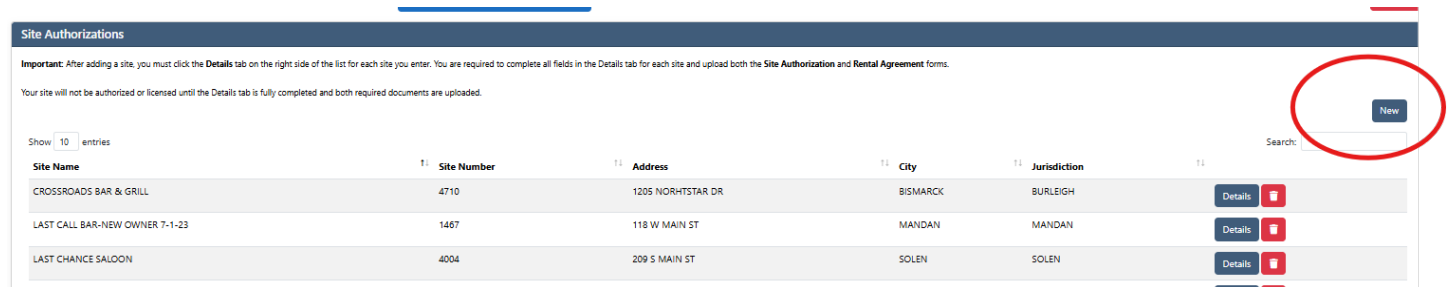 Site Authorizations
Important: After adding a site, you must click the Details tab on the right side of the list for each site you enter. You are required to complete all fields in the Details tab for each site and upload both the Site Authorization and Rental Agreement forms.
Your site will not be authorized or licensed until the Details tab is fully completed and both required documents are uploaded.
New
Show 10 entries Search:
Site Name Site Number Address City Jurisdiction
CROSSROADS BAR & GRILL 4710 1205 NORHTSTAR DR BISMARCK BURLEIGH Details
LAST CALL BAR-NEW OWNER 7-1-23 1467 118 W MAIN ST MANDAN MANDAN Details
LAST CHANCE SALOON 4004 209 S MAIN ST SOLEN SOLEN Details